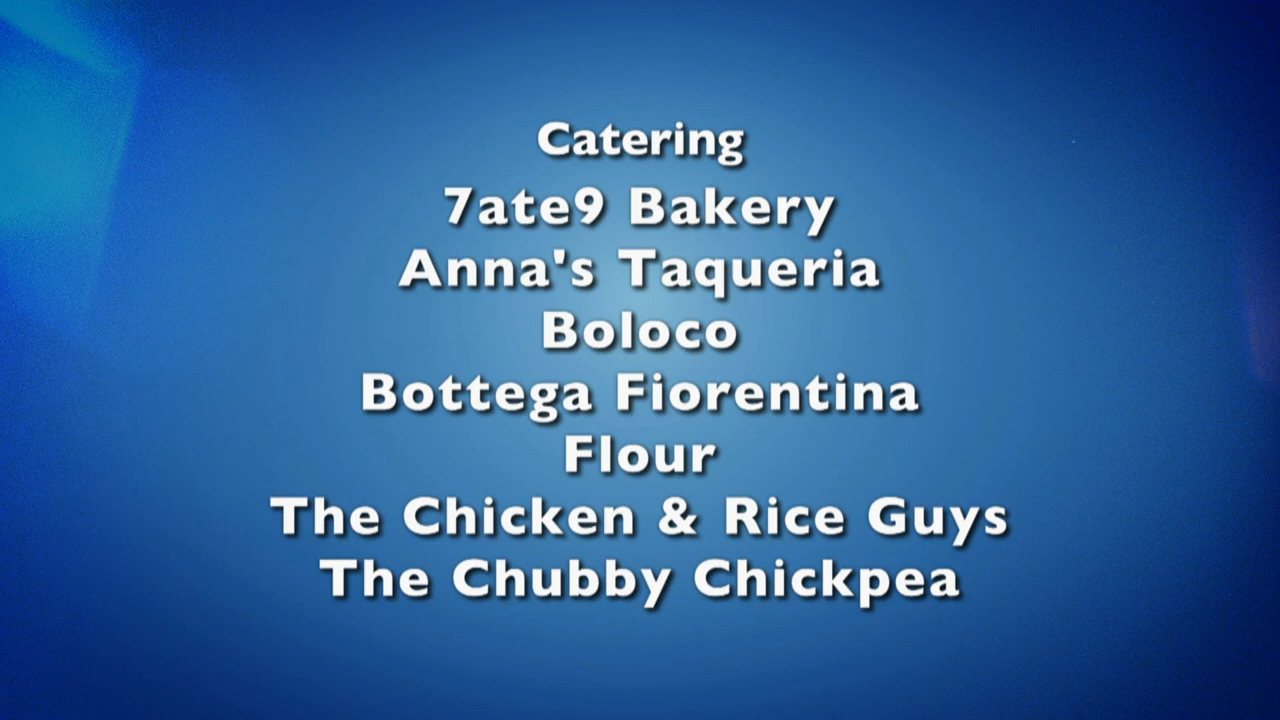 Catering
7ate9 Bakery
Anna's Taqueria
Boloco
Bottega Fiorentina
Flour
The Chicken & Rice Guys
The Chubby Chickpea